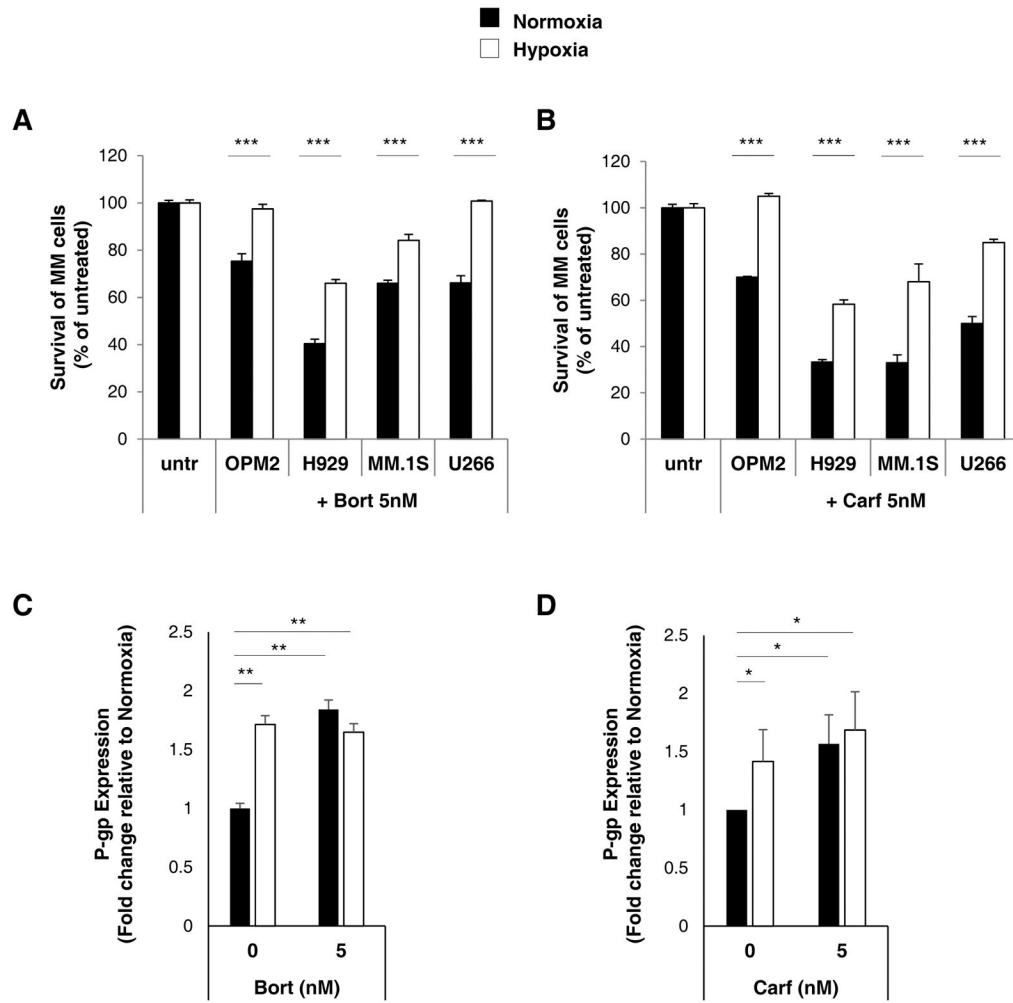 Normoxia
Hypoxia
A
*** *** *** ***
Survival of MM cells
(% of untreated)
120
100
80
60
40
20
0
untr OPM2 H929 MM.1S U266
+ Bort 5nM
B
*** *** *** ***
Survival of MM cells
(% of untreated)
120
100
80
60
40
20
0
untr OPM2 H929 MM.1S U266
+ Carf 5nM
C
P-gp Expression
(Fold change relative to Normoxia)
2.5
2
1.5
1
0.5
0
**
**
**
0 5
Bort (nM)
D
P-gp Expression
(Fold change relative to Normoxia)
2.5
2
1.5
1
0.5
0
*
*
*
0 5
Carf (nM)